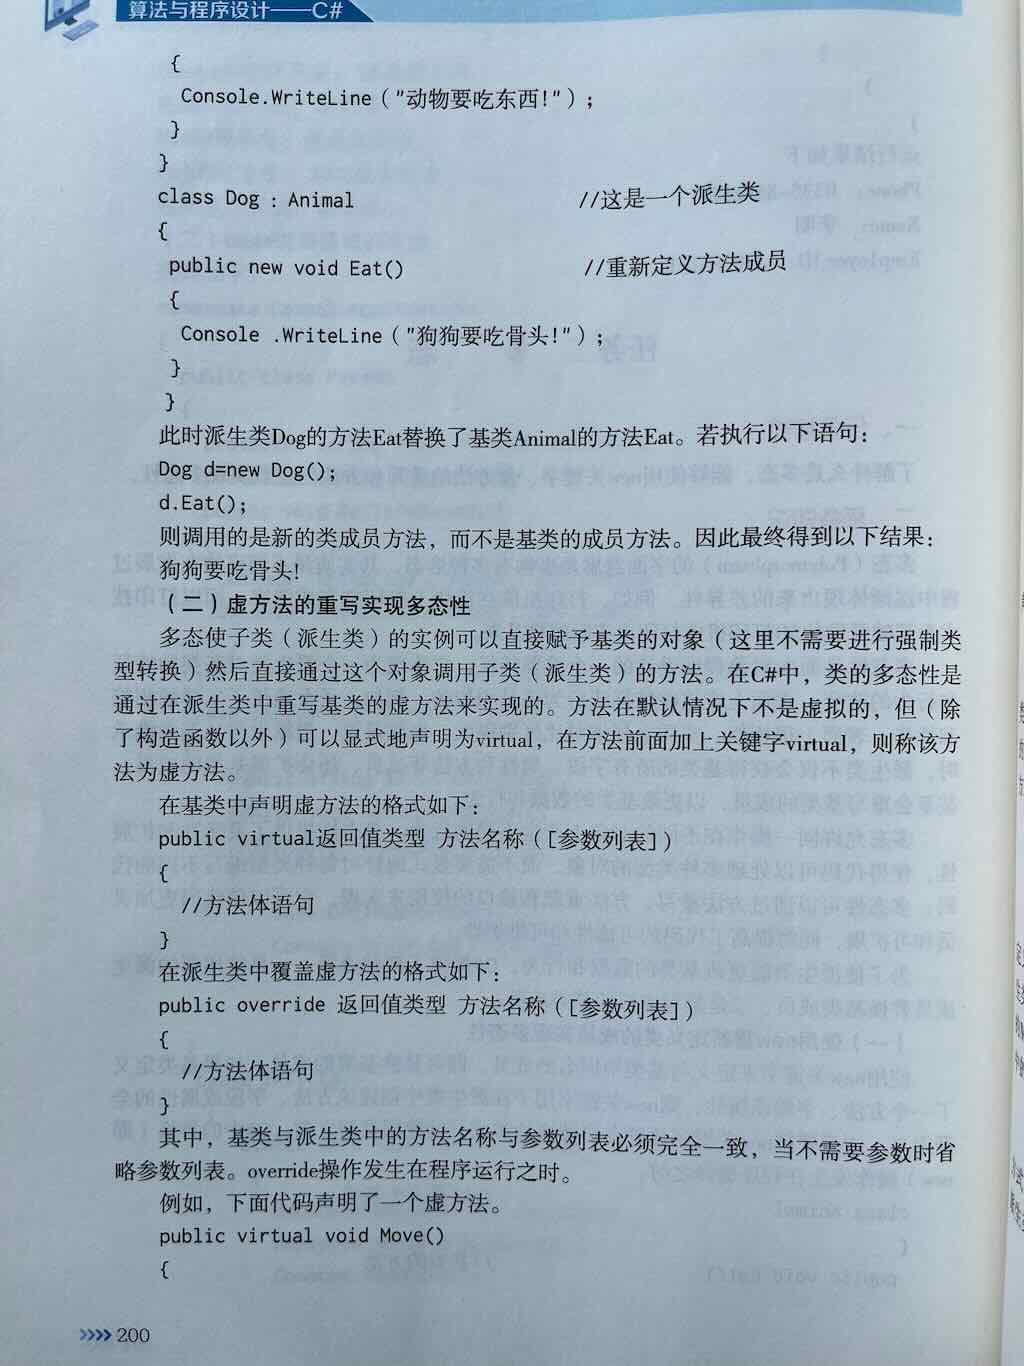 算法与程序设计——C#
{
Console.WriteLine("动物要吃东西!");
}
}
class Dog : Animal //这是一个派生类
{
public new void Eat() //重新定义方法成员
{
Console .WriteLine("狗狗要吃骨头!");
}
}
此时派生类Dog的方法Eat替换了基类Animal的方法Eat。若执行以下语句：
Dog d=new Dog();
d.Eat();
则调用的是新的类成员方法，而不是基类的成员方法。因此最终得到以下结果：
狗狗要吃骨头!
（二）虚方法的重写实现多态性
多态使子类（派生类）的实例可以直接赋予基类的对象（这里不需要进行强制类
型转换）然后直接通过这个对象调用子类（派生类）的方法。在C#中，类的多态性是
通过在派生类中重写基类的虚方法来实现的。方法在默认情况下不是虚拟的，但（除
了构造函数以外）可以显式地声明为virtual，在方法前面加上关键字virtual，则称该方
法为虚方法。
在基类中声明虚方法的格式如下：
public virtual返回值类型 方法名称([参数列表])
{
//方法体语句
}
在派生类中覆盖虚方法的格式如下：
public override 返回值类型 方法名称([参数列表])
{
//方法体语句
}
其中，基类与派生类中的方法名称与参数列表必须完全一致，当不需要参数时省
略参数列表。override操作发生在程序运行之时。
例如，下面代码声明了一个虚方法。
public virtual void Move()
{
›››› 200